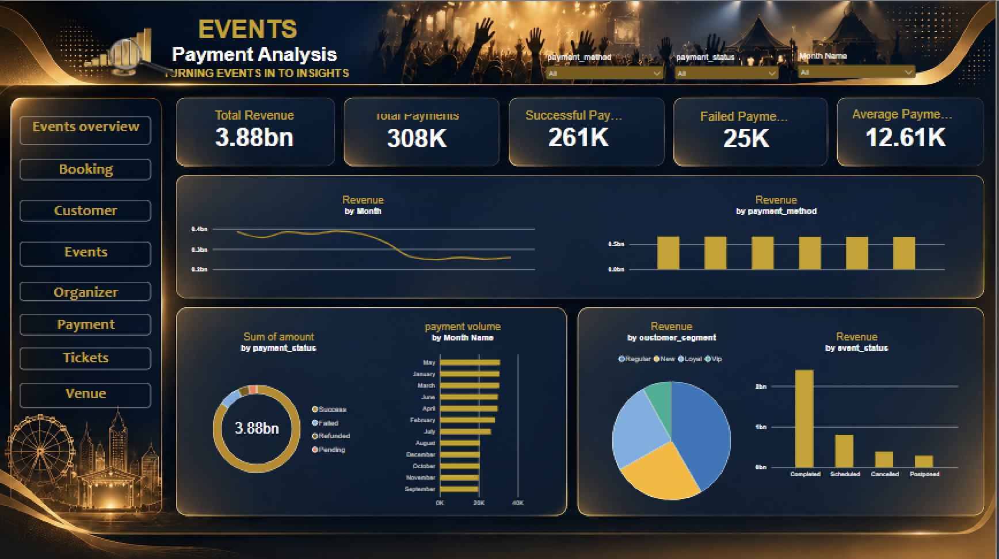 EVENTS
Payment Analysis
TURNING EVENTS IN TO INSIGHTS
payment_method
All
payment_status
All
Month Name
All
Events overview
Booking
Customer
Events
Organizer
Payment
Tickets
Venue
Total Revenue
3.88bn
Total Payments
308K
Successful Pay...
261K
Failed Payme...
25K
Average Payme...
12.61K
Revenue
by Month
0.4bn
0.3bn
0.2bn
Revenue
by payment_method
0.5bn
0.0bn
Sum of amount
by payment_status
3.88bn
Success
Failed
Refunded
Pending
payment volume
by Month Name
May
January
March
June
April
February
July
August
December
October
November
September
0K 20K 40K
Revenue
by customer_segment
Regular New Loyal Vip
Revenue
by event_status
2bn
1bn
0bn
Completed Scheduled Cancelled Postponed